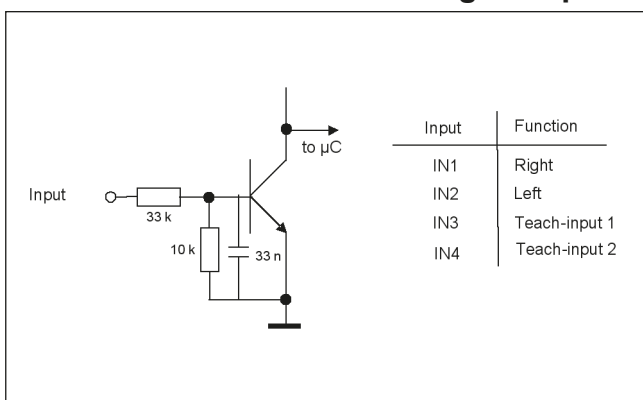 to µC
Input
33 k
10 k
33 n
Input Function
IN1 Right
IN2 Left
IN3 Teach-input 1
IN4 Teach-input 2